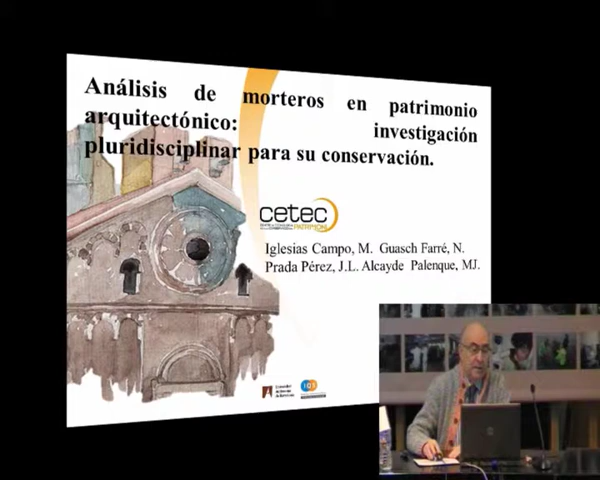 Análisis de morteros en patrimonio
arquitectónico: investigación
pluridisciplinar para su conservación.
cetec
PATRIMONI
Iglesias Campo, M. Guasch Farré, N.
Prada Pérez, J.L. Alcayde Palenque, MJ.
IQS